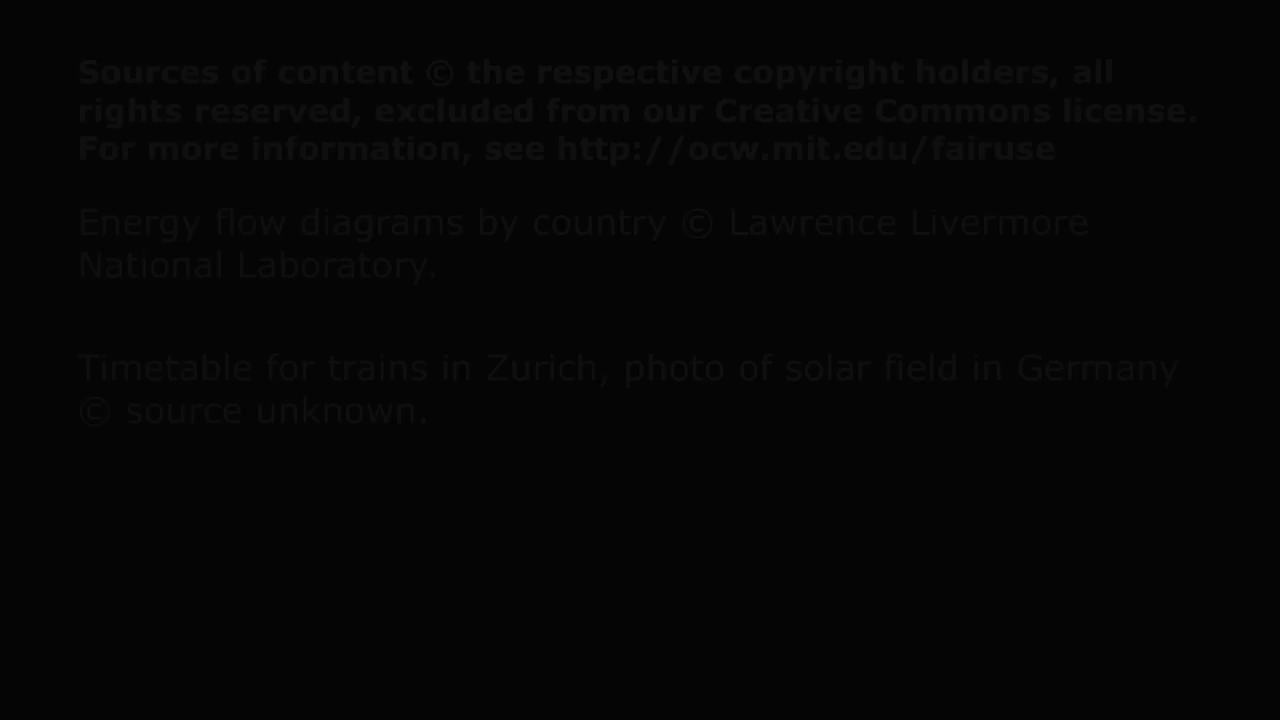 Sources of content © the respective copyright holders, all
rights reserved, excluded from our Creative Commons license.
For more information, see http://ocw.mit.edu/fairuse
Energy flow diagrams by country © Lawrence Livermore
National Laboratory.
Timetable for trains in Zurich, photo of solar field in Germany
© source unknown.